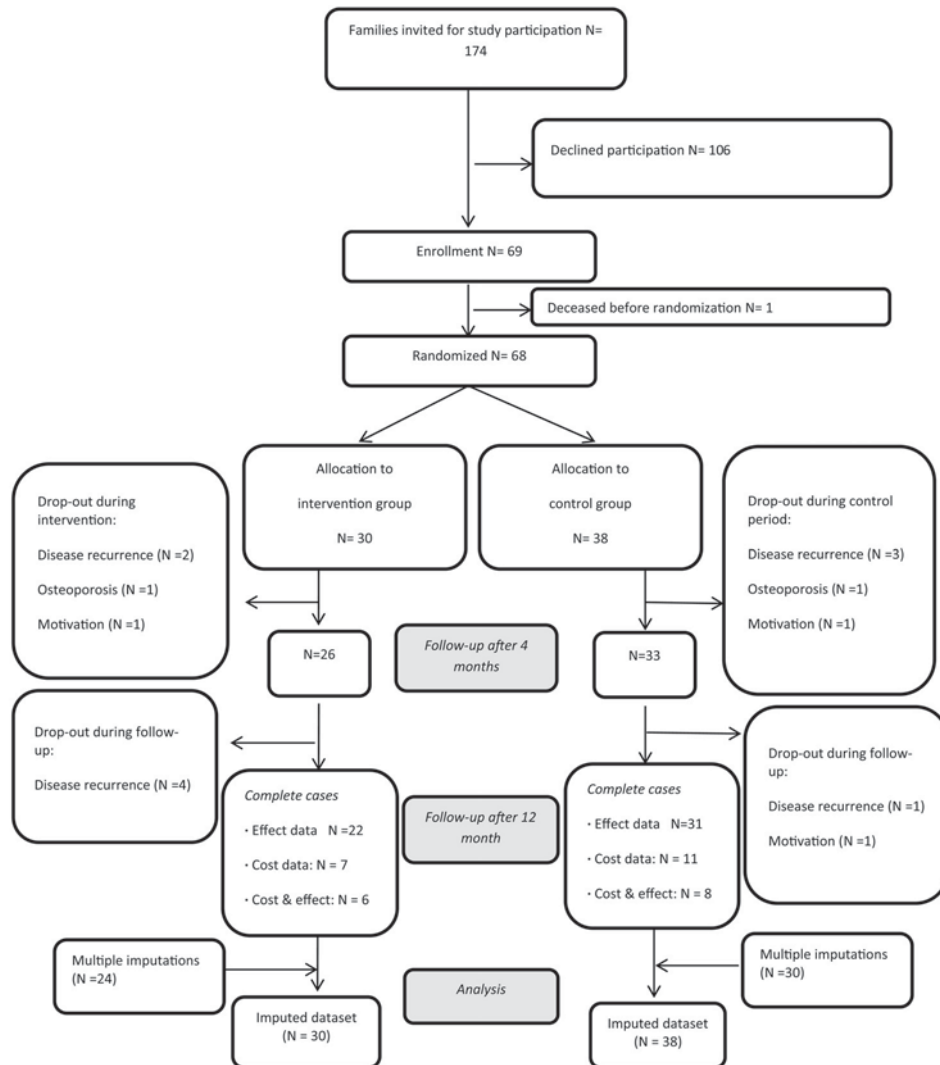 Families invited for study participation N=
174
Declined participation N= 106
Enrollment N= 69
Deceased before randomization N= 1
Randomized N= 68
Allocation to
intervention group
N= 30
Allocation to
control group
N= 38
Drop-out during
intervention:
Disease recurrence (N =2)
Osteoporosis (N =1)
Motivation (N =1)
Drop-out during control
period:
Disease recurrence (N =3)
Osteoporosis (N =1)
Motivation (N =1)
N=26
Follow-up after 4
months
N=33
Drop-out during follow-
up:
Disease recurrence (N =4)
Complete cases
· Effect data N =22
· Cost data: N = 7
· Cost & effect: N = 6
Follow-up after 12
month
Complete cases
· Effect data N=31
· Cost data: N = 11
· Cost & effect: N = 8
Drop-out during follow-
up:
Disease recurrence (N =1)
Motivation (N =1)
Multiple imputations
(N =24)
Analysis
Multiple imputations
(N =30)
Imputed dataset
(N = 30)
Imputed dataset
(N = 38)